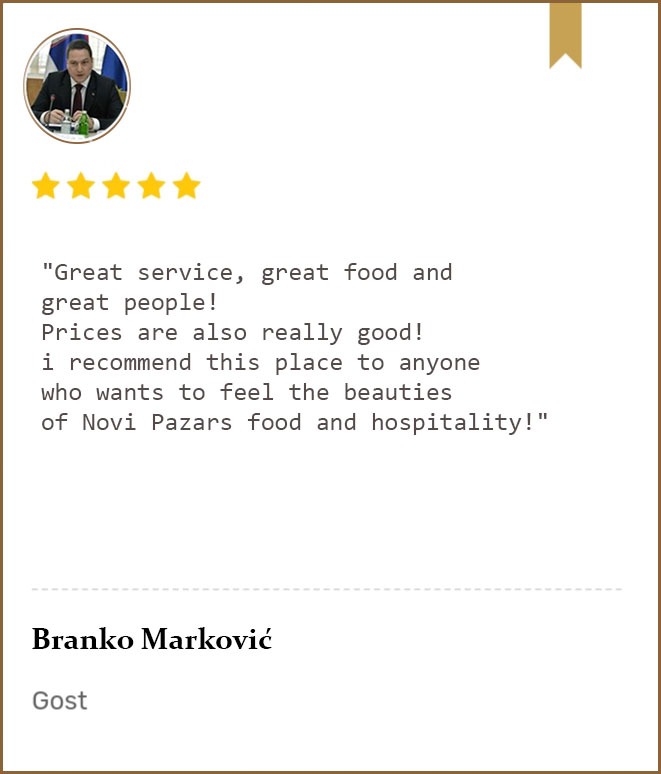 "Great service, great food and
great people!
Prices are also really good!
i recommend this place to anyone
who wants to feel the beauties
of Novi Pazars food and hospitality!"
Branko Marković
Gost